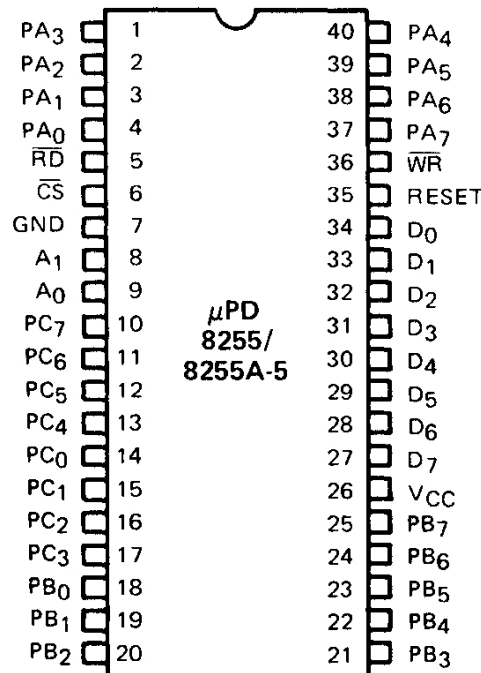 PA3 1 40 PA4
PA2 2 39 PA5
PA1 3 38 PA6
PA0 4 37 PA7
R̅D̅ 5 36 W̅R̅
C̅S̅ 6 35 RESET
GND 7 34 D0
A1 8 33 D1
A0 9 32 D2
PC7 10 31 D3
μPD
8255/
8255A-5
PC6 11 30 D4
PC5 12 29 D5
PC4 13 28 D6
PC0 14 27 D7
PC1 15 26 VCC
PC2 16 25 PB7
PC3 17 24 PB6
PB0 18 23 PB5
PB1 19 22 PB4
PB2 20 21 PB3